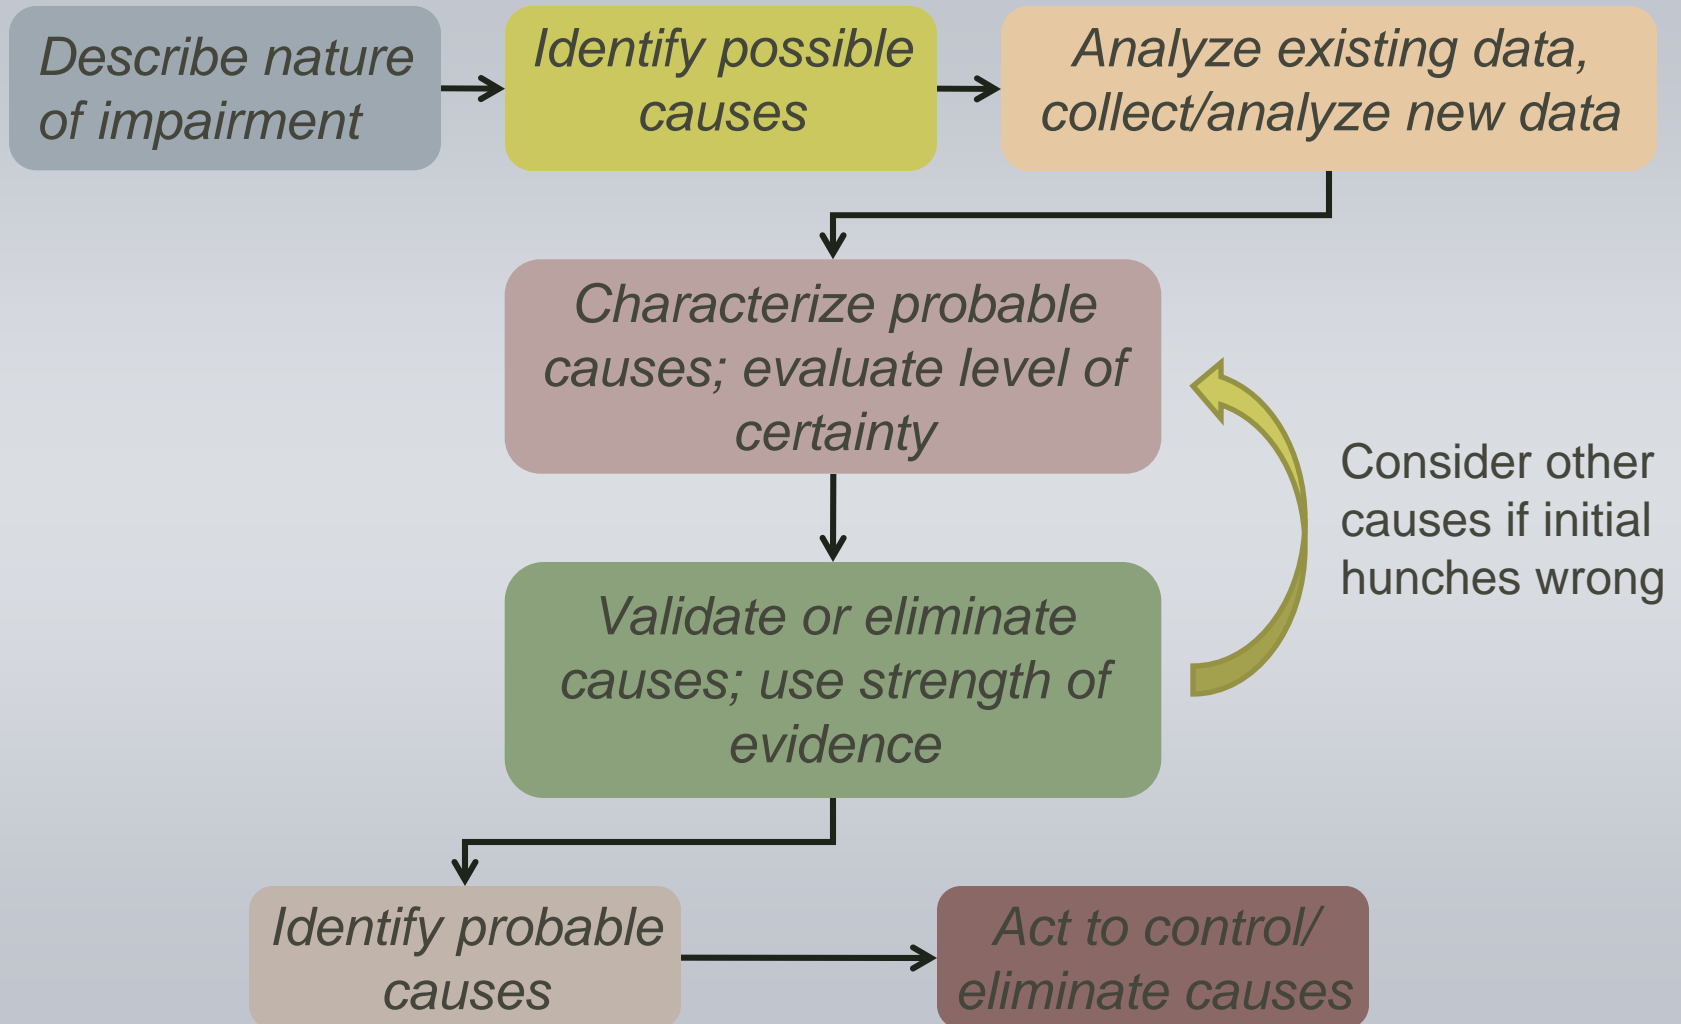 Describe nature
of impairment
Identify possible
causes
Analyze existing data,
collect/analyze new data
Characterize probable
causes; evaluate level of
certainty
Consider other
causes if initial
hunches wrong
Validate or eliminate
causes; use strength of
evidence
Identify probable
causes
Act to control/
eliminate causes